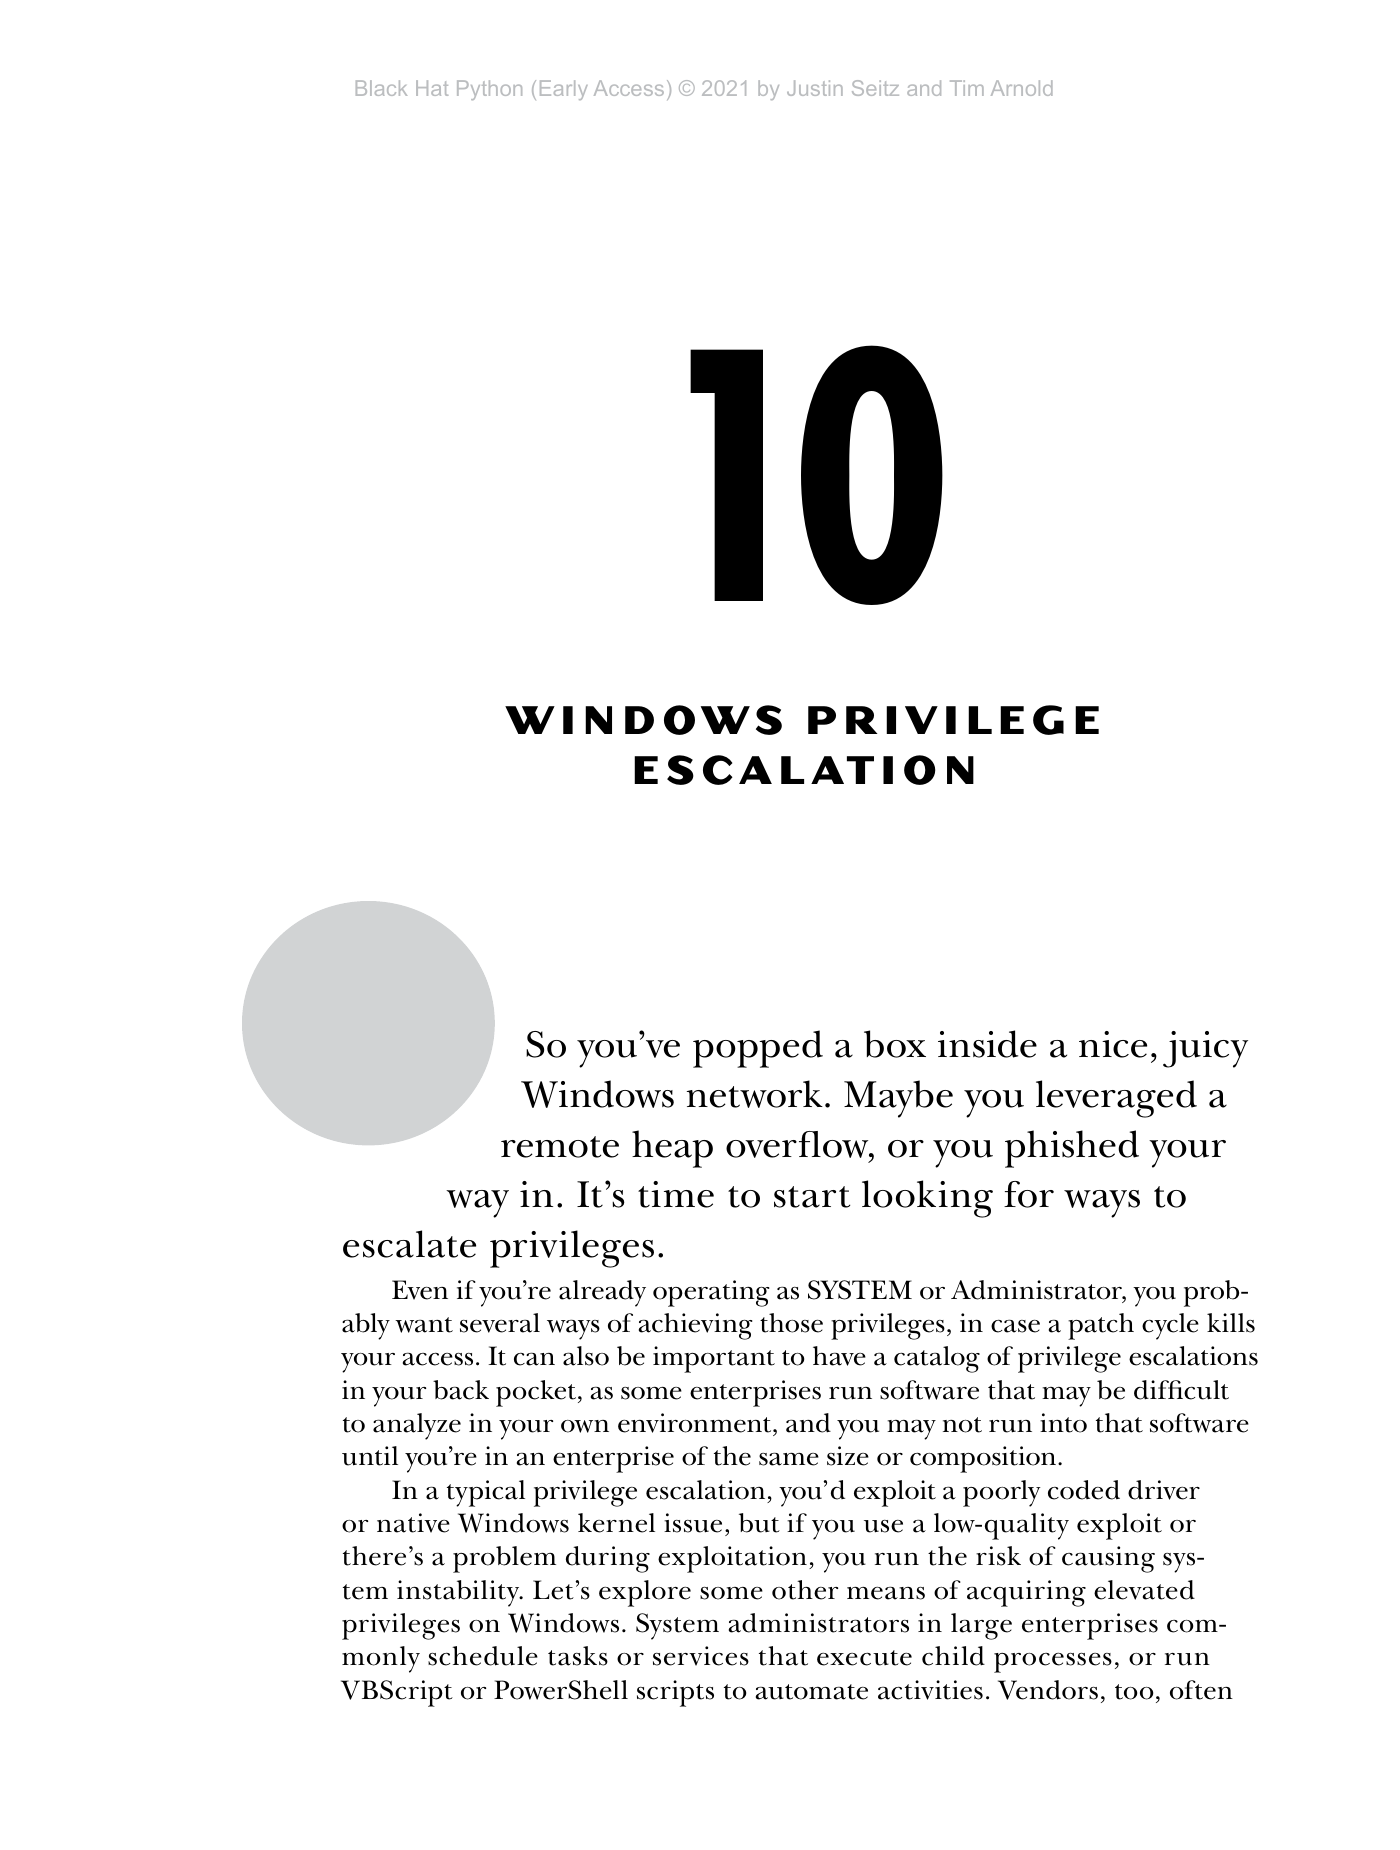 Black Hat Python (Early Access) © 2021 by Justin Seitz and Tim Arnold
10
WINDOWS PRIVILEGE
ESCALATION
So you’ve popped a box inside a nice, juicy
Windows network. Maybe you leveraged a
remote heap overflow, or you phished your
way in. It’s time to start looking for ways to
escalate privileges.
Even if you’re already operating as SYSTEM or Administrator, you prob-
ably want several ways of achieving those privileges, in case a patch cycle kills
your access. It can also be important to have a catalog of privilege escalations
in your back pocket, as some enterprises run software that may be difficult
to analyze in your own environment, and you may not run into that software
until you’re in an enterprise of the same size or composition.
In a typical privilege escalation, you’d exploit a poorly coded driver
or native Windows kernel issue, but if you use a low-quality exploit or
there’s a problem during exploitation, you run the risk of causing sys-
tem instability. Let’s explore some other means of acquiring elevated
privileges on Windows. System administrators in large enterprises com-
monly schedule tasks or services that execute child processes, or run
VBScript or PowerShell scripts to automate activities. Vendors, too, often